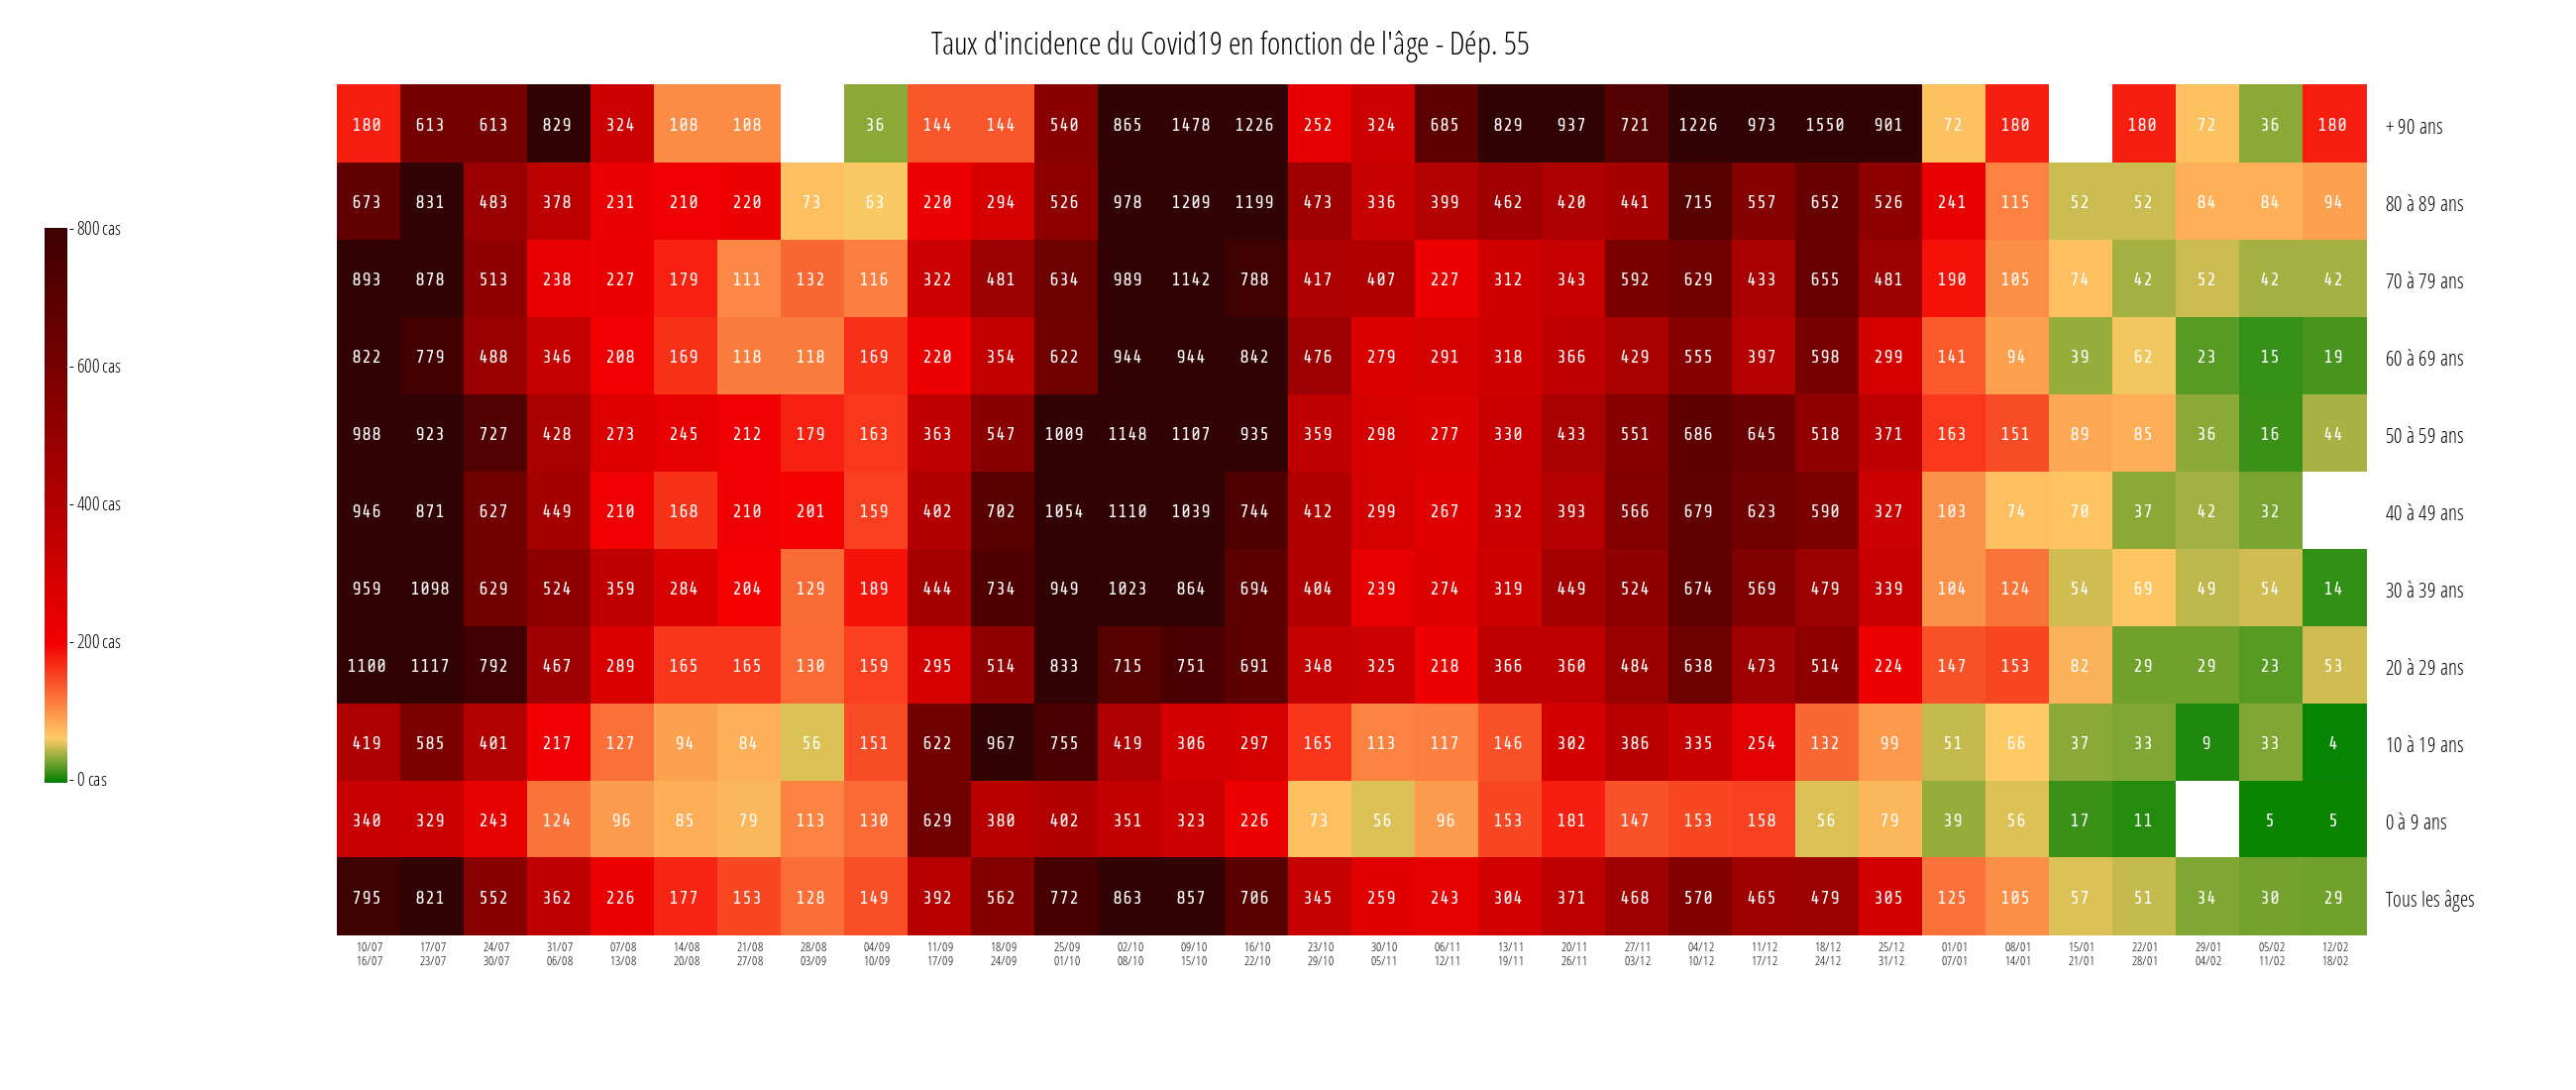 Taux d'incidence du Covid19 en fonction de l'âge - Dép. 55
- 800 cas
- 600 cas
- 400 cas
- 200 cas
- 0 cas
180 613 613 829 324 108 108 36 144 144 540 865 1478 1226 252 324 685 829 937 721 1226 973 1550 901 72 180 180 72 36 180 + 90 ans
673 831 483 378 231 210 220 73 63 220 294 526 978 1209 1199 473 336 399 462 420 441 715 557 652 526 241 115 52 52 84 84 94 80 à 89 ans
893 878 513 238 227 179 111 132 116 322 481 634 989 1142 788 417 407 227 312 343 592 629 433 655 481 190 105 74 42 52 42 42 70 à 79 ans
822 779 488 346 208 169 118 118 169 220 354 622 944 944 842 476 279 291 318 366 429 555 397 598 299 141 94 39 62 23 15 19 60 à 69 ans
988 923 727 428 273 245 212 179 163 363 547 1009 1148 1107 935 359 298 277 330 433 551 686 645 518 371 163 151 89 85 36 16 44 50 à 59 ans
946 871 627 449 210 168 210 201 159 402 702 1054 1110 1039 744 412 299 267 332 393 566 679 623 590 327 103 74 70 37 42 32 40 à 49 ans
959 1098 629 524 359 284 204 129 189 444 734 949 1023 864 694 404 239 274 319 449 524 674 569 479 339 104 124 54 69 49 54 14 30 à 39 ans
1100 1117 792 467 289 165 165 130 159 295 514 833 715 751 691 348 325 218 366 360 484 638 473 514 224 147 153 82 29 29 23 53 20 à 29 ans
419 585 401 217 127 94 84 56 151 622 967 755 419 306 297 165 113 117 146 302 386 335 254 132 99 51 66 37 33 9 33 4 10 à 19 ans
340 329 243 124 96 85 79 113 130 629 380 402 351 323 226 73 56 96 153 181 147 153 158 56 79 39 56 17 11 5 5 0 à 9 ans
795 821 552 362 226 177 153 128 149 392 562 772 863 857 706 345 259 243 304 371 468 570 465 479 305 125 105 57 51 34 30 29 Tous les âges
10/07 17/07 24/07 31/07 07/08 14/08 21/08 28/08 04/09 11/09 18/09 25/09 02/10 09/10 16/10 23/10 30/10 06/11 13/11 20/11 27/11 04/12 11/12 18/12 25/12 01/01 08/01 15/01 22/01 29/01 05/02 12/02
16/07 23/07 30/07 06/08 13/08 20/08 27/08 03/09 10/09 17/09 24/09 01/10 08/10 15/10 22/10 29/10 05/11 12/11 19/11 26/11 03/12 10/12 17/12 24/12 31/12 07/01 14/01 21/01 28/01 04/02 11/02 18/02